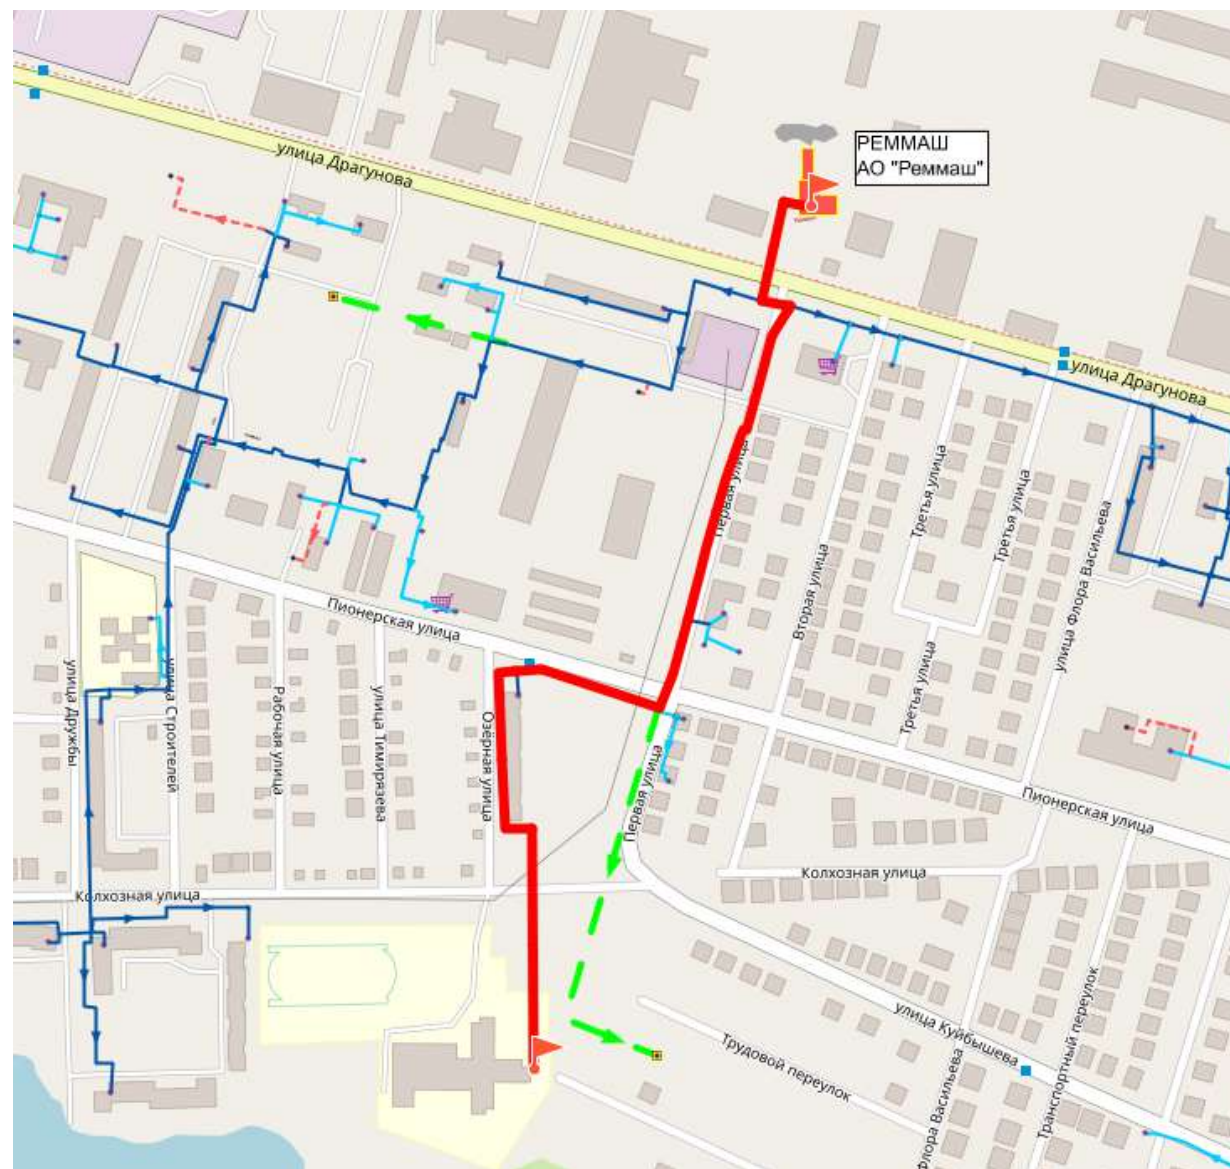 РЕММАШ
АО "Реммаш"
улица Драгунова
улица Драгунова
Первая улица
Третья улица
Третья улица
улица Флора Васильева
Вторая улица
Пионерская улица
Третья улица
улица Дружбы
улица Строителей
Рабочая улица
улица Тимирязева
Озёрная улица
Первая улица
Пионерская улица
Колхозная улица
Колхозная улица
улица Куйбышева
Трудовой переулок
Флора Васильева
Транспортный переулок